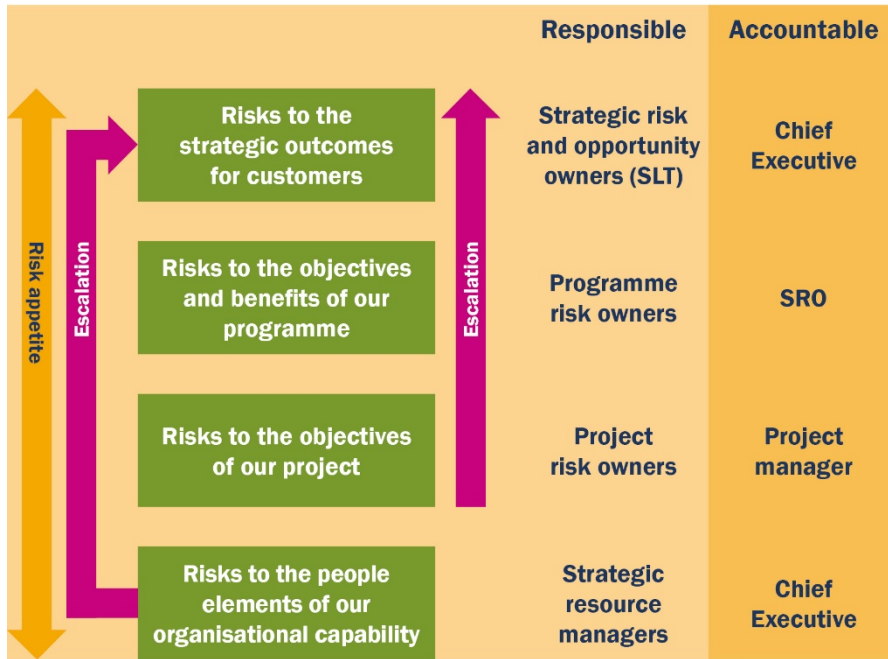 Responsible
Accountable
Risks to the
strategic outcomes
for customers
Strategic risk
and opportunity
owners (SLT)
Chief
Executive
Risk appetite
Escalation
Escalation
Risks to the objectives
and benefits of our
programme
Programme
risk owners
SRO
Risks to the objectives
of our project
Project
risk owners
Project
manager
Risks to the people
elements of our
organisational capability
Strategic
resource
managers
Chief
Executive